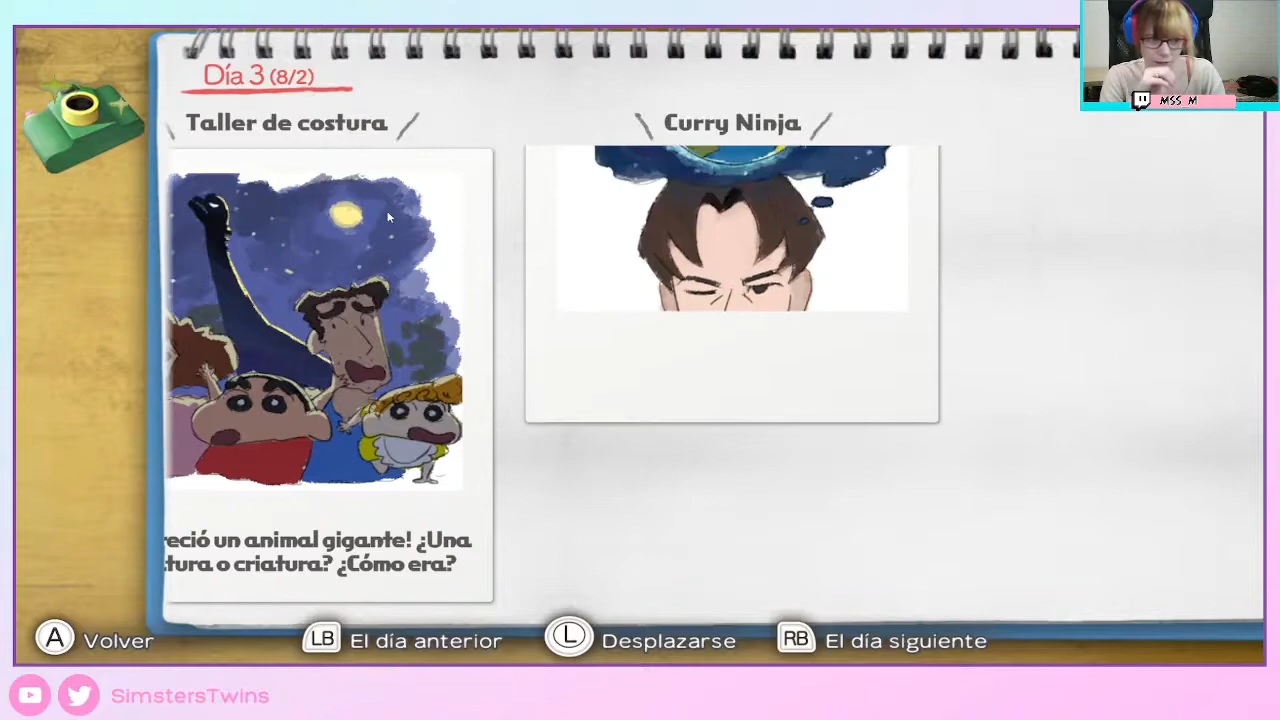 MSS M
Día 3 (8/2)
Taller de costura
Curry Ninja
reció un animal gigante! ¿Una
tura o criatura? ¿Cómo era?
A Volver
LB El día anterior
L Desplazarse
RB El día siguiente
SimstersTwins